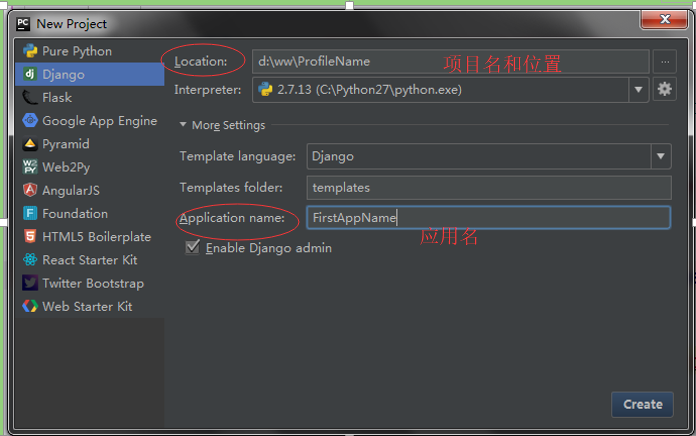 PC New Project
Pure Python
Django
Flask
Google App Engine
Pyramid
Web2Py
AngularJS
Foundation
HTML5 Boilerplate
React Starter Kit
Twitter Bootstrap
Web Starter Kit
Location: d:\ww\ProfileName 项目名和位置 ...
Interpreter: 2.7.13 (C:\Python27\python.exe)
More Settings
Template language: Django
Templates folder: templates
Application name: FirstAppName
应用名
Enable Django admin
Create